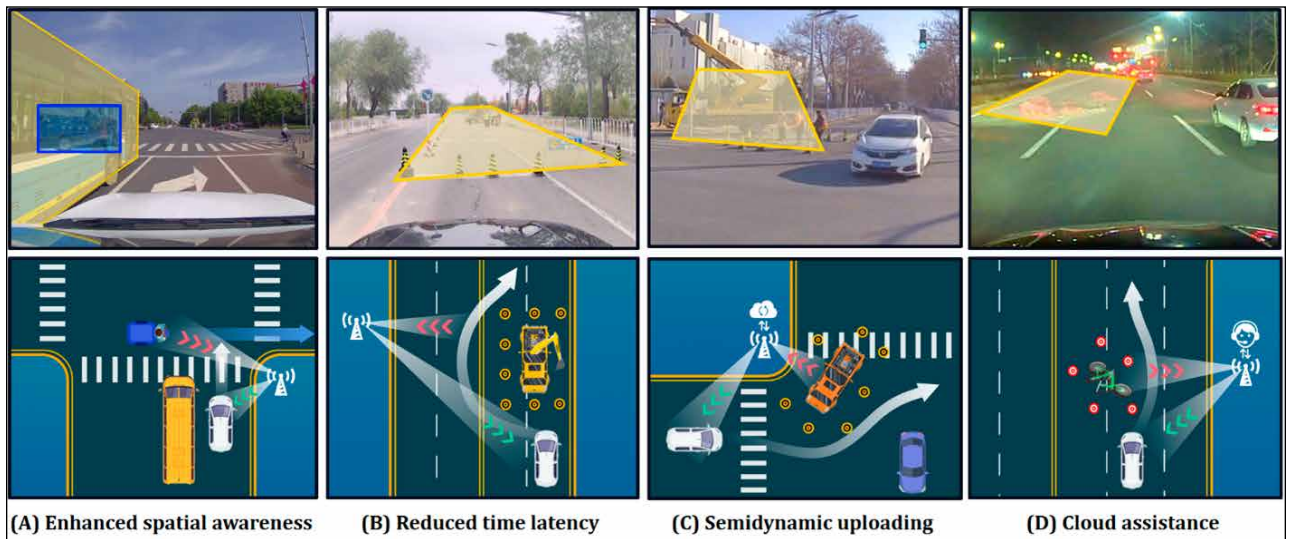 (A) Enhanced spatial awareness
(B) Reduced time latency
(C) Semidynamic uploading
(D) Cloud assistance